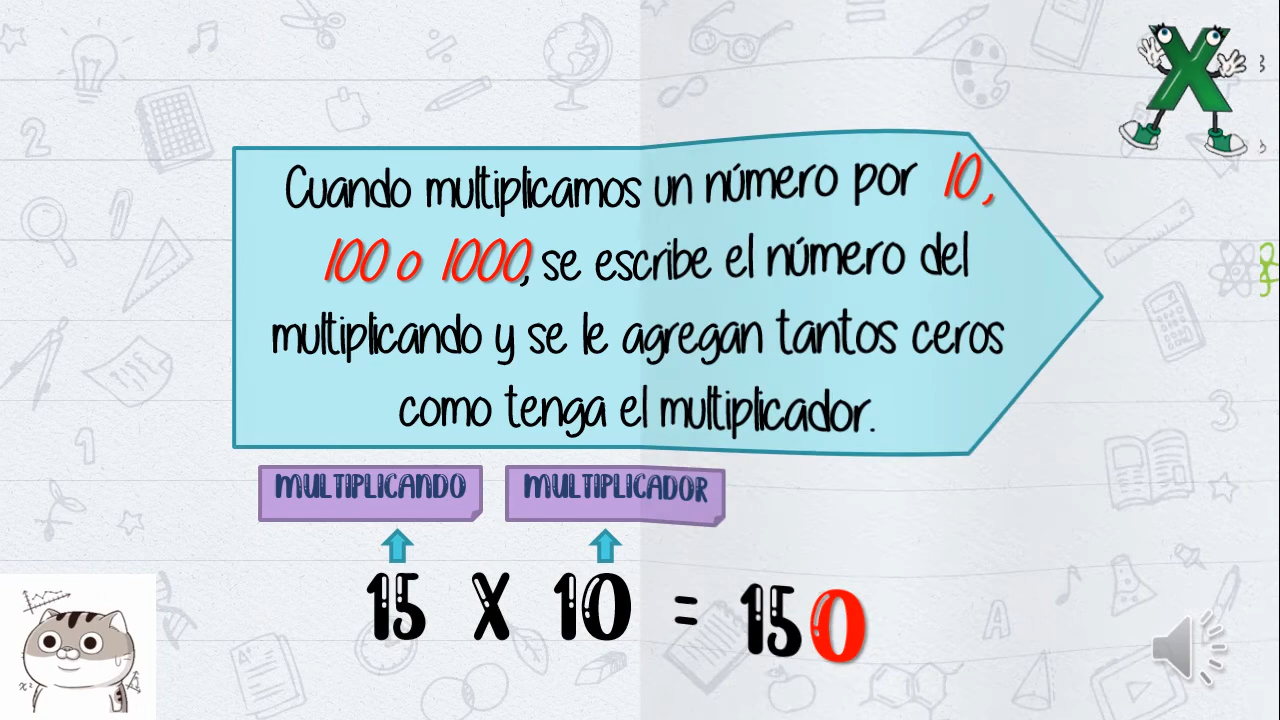 Cuando multiplicamos un número por 10,
100 o 1000, se escribe el número del
multiplicando y se le agregan tantos ceros
como tenga el multiplicador.
MULTIPLICANDO MULTIPLICADOR
15 X 10 = 150